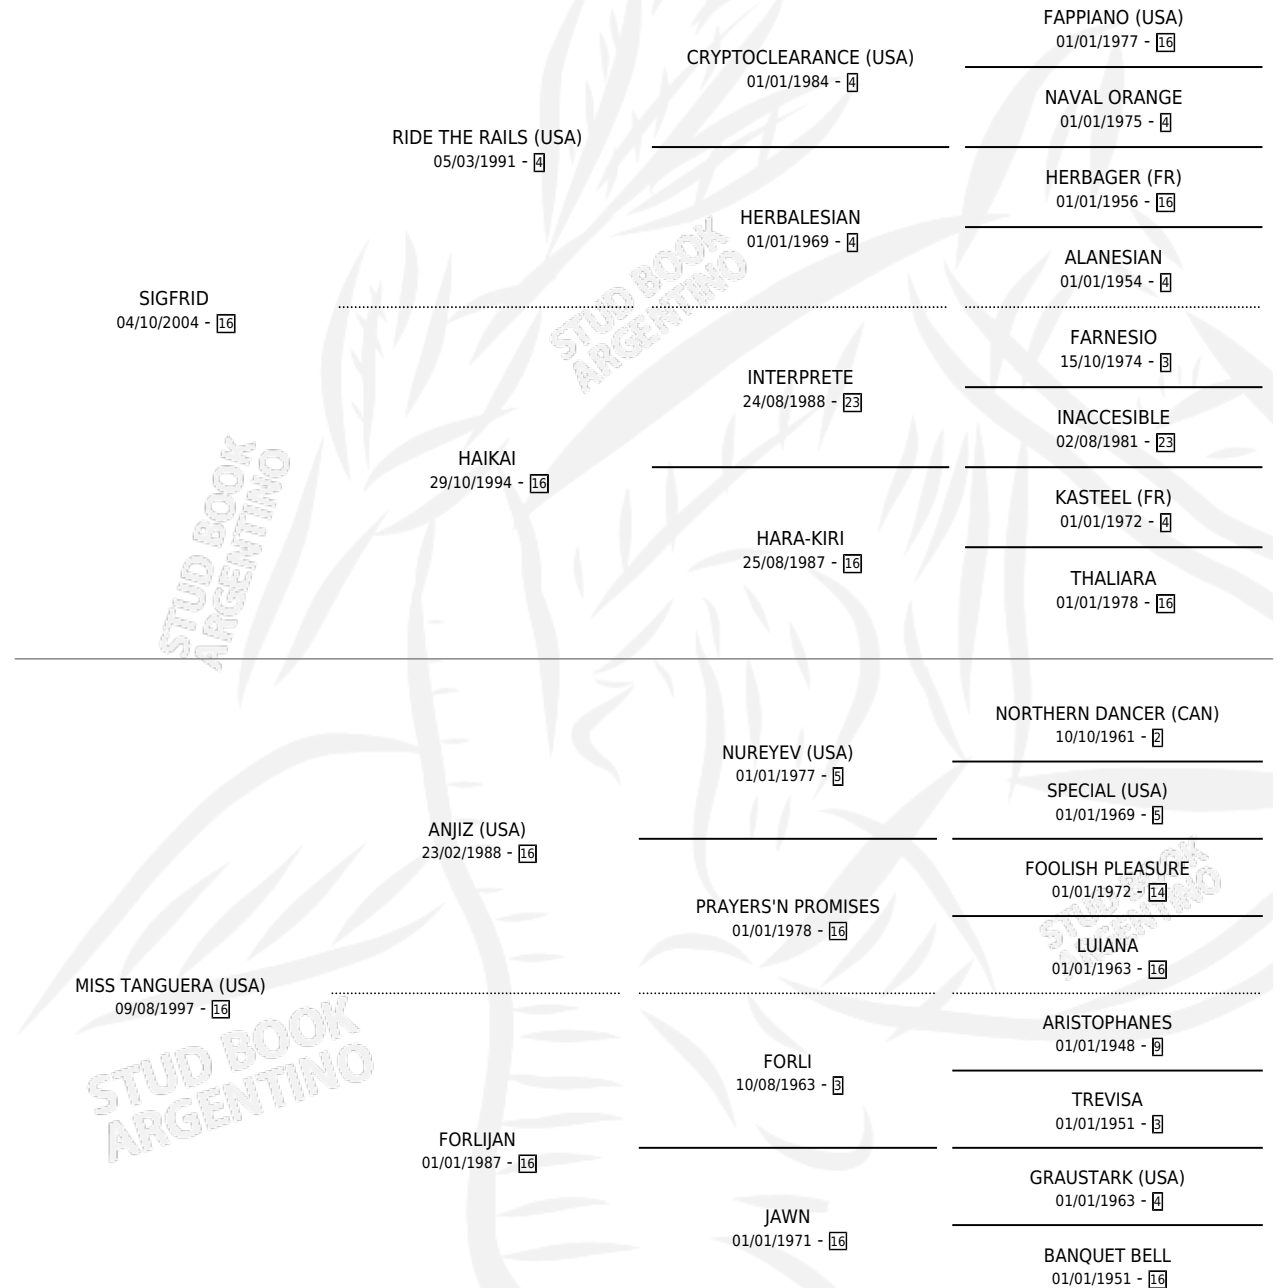 FAPPIANO (USA)
01/01/1977 - 16
CRYPTOCLEARANCE (USA)
01/01/1984 - 4
NAVAL ORANGE
01/01/1975 - 4
RIDE THE RAILS (USA)
05/03/1991 - 4
HERBAGER (FR)
01/01/1956 - 16
HERBALESIAN
01/01/1969 - 4
ALANESIAN
01/01/1954 - 4
SIGFRID
04/10/2004 - 16
STUD BOOK
ARGENTINO
FARNESIO
15/10/1974 - 3
INTERPRETE
24/08/1988 - 23
INACCESIBLE
02/08/1981 - 23
HAIKAI
29/10/1994 - 16
KASTEEL (FR)
01/01/1972 - 4
HARA-KIRI
25/08/1987 - 16
THALIARA
01/01/1978 - 16
STUD BOOK
ARGENTINO
NORTHERN DANCER (CAN)
10/10/1961 - 2
NUREYEV (USA)
01/01/1977 - 5
SPECIAL (USA)
01/01/1969 - 5
ANJIZ (USA)
23/02/1988 - 16
FOOLISH PLEASURE
01/01/1972 - 14
PRAYERS'N PROMISES
01/01/1978 - 16
LUIANA
01/01/1963 - 16
STUD BOOK
ARGENTINO
MISS TANGUERA (USA)
09/08/1997 - 16
ARISTOPHANES
01/01/1948 - 9
FORLI
10/08/1963 - 3
TREVISA
01/01/1951 - 3
STUD BOOK
ARGENTINO
FORLIJAN
01/01/1987 - 16
GRAUSTARK (USA)
01/01/1963 - 4
JAWN
01/01/1971 - 16
BANQUET BELL
01/01/1951 - 16